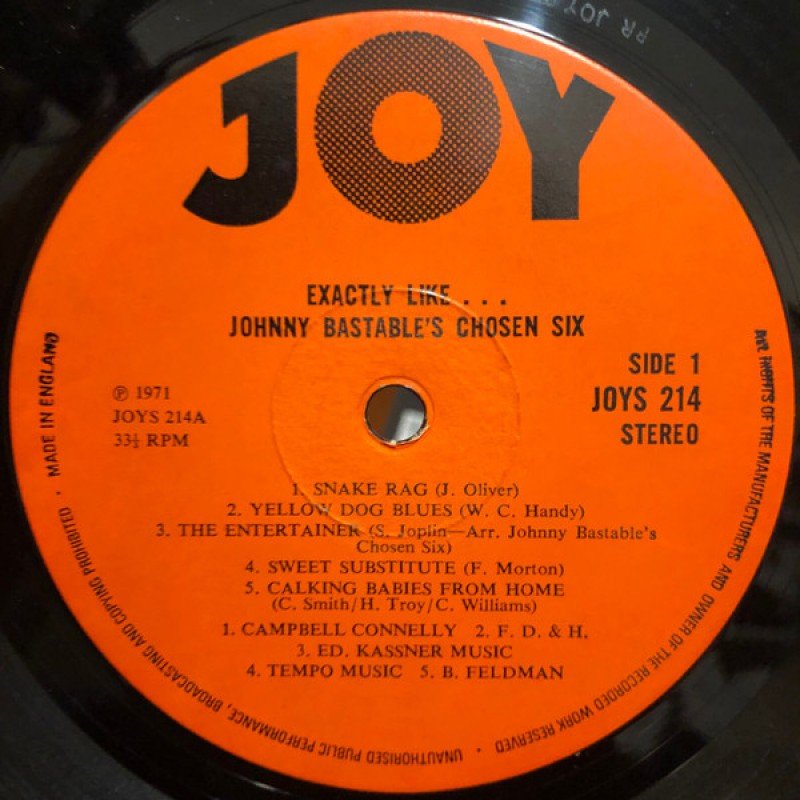 PR JOY
JOY
EXACTLY LIKE . . .
JOHNNY BASTABLE'S CHOSEN SIX
SIDE 1
℗ 1971
JOYS 214
JOYS 214A
STEREO
33⅓ RPM
1. SNAKE RAG (J. Oliver)
2. YELLOW DOG BLUES (W. C. Handy)
3. THE ENTERTAINER (S. Joplin—Arr. Johnny Bastable's
Chosen Six)
4. SWEET SUBSTITUTE (F. Morton)
5. CALKING BABIES FROM HOME
(C. Smith/H. Troy/C. Williams)
1. CAMPBELL CONNELLY 2. F. D. & H.
3. ED. KASSNER MUSIC
4. TEMPO MUSIC 5. B. FELDMAN
ALL RIGHTS OF THE MANUFACTURERS AND OWNER OF THE RECORDED WORK RESERVED · UNAUTHORISED PUBLIC PERFORMANCE, BROADCASTING AND COPYING PROHIBITED · MADE IN ENGLAND